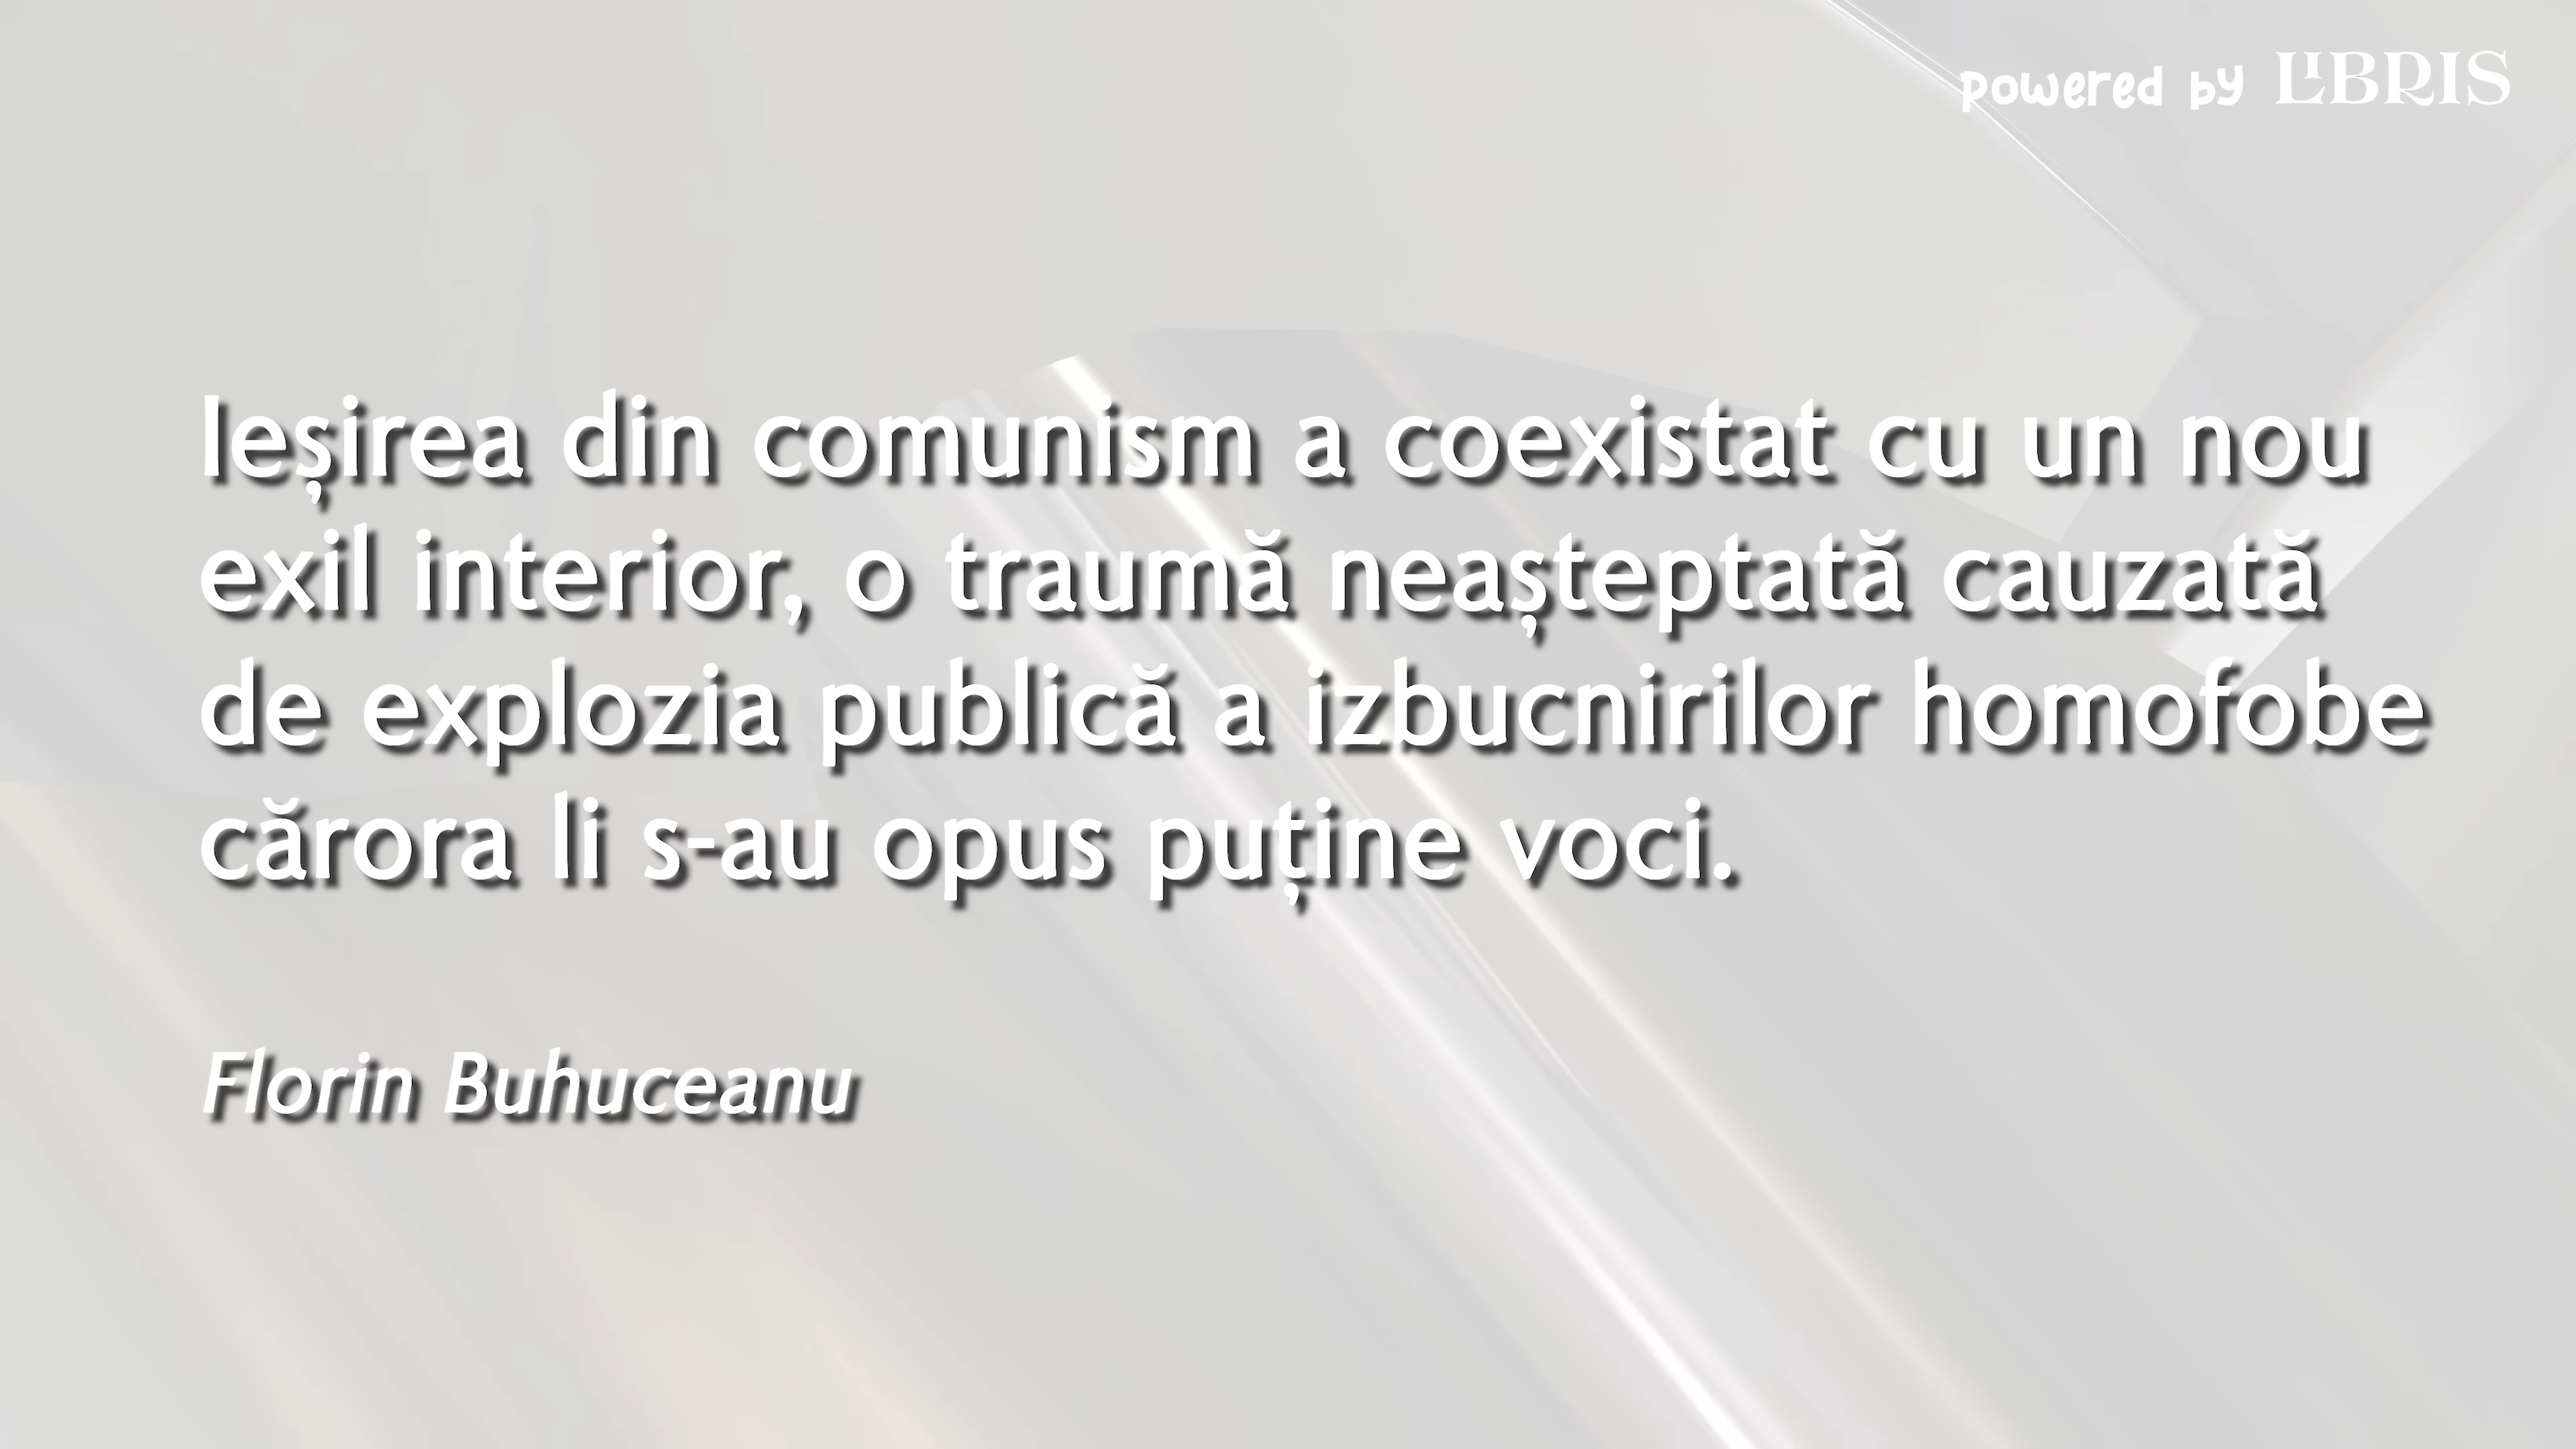 powered by LIBRIS
Ieșirea din comunism a coexistat cu un nou
exil interior, o traumă neașteptată cauzată
de explozia publică a izbucnirilor homofobe
cărora li s-au opus puține voci.
Florin Buhuceanu